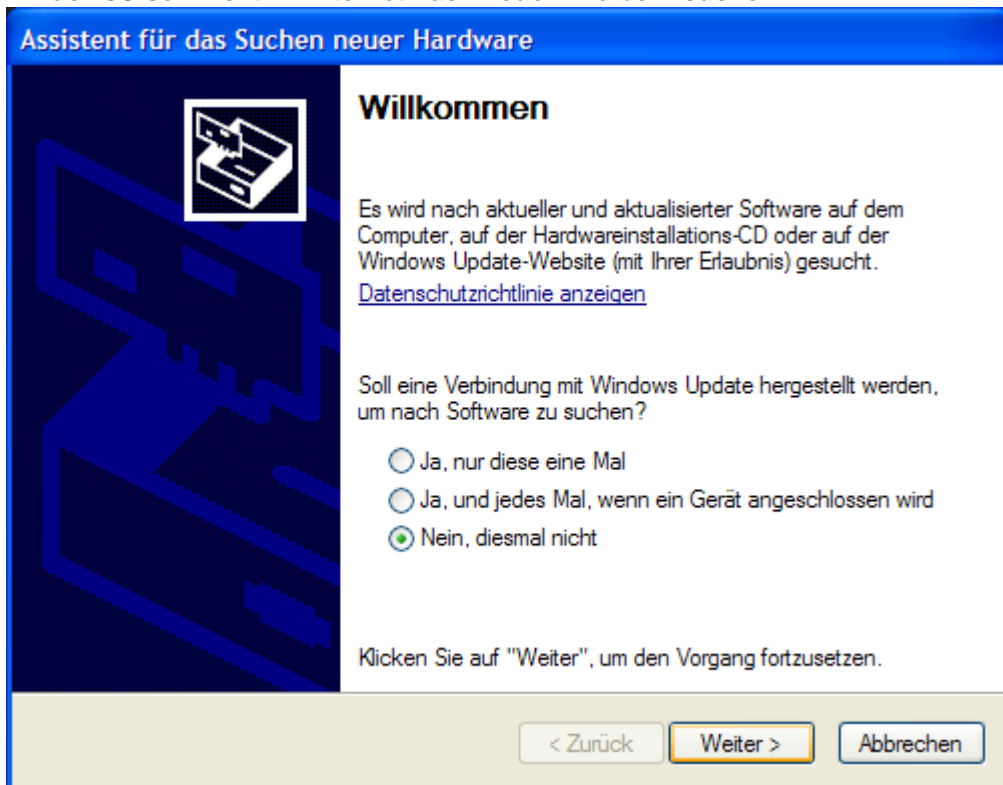 Assistent für das Suchen neuer Hardware
Willkommen
Es wird nach aktueller und aktualisierter Software auf dem
Computer, auf der Hardwareinstallations-CD oder auf der
Windows Update-Website (mit Ihrer Erlaubnis) gesucht.
Datenschutzrichtlinie anzeigen
Soll eine Verbindung mit Windows Update hergestellt werden,
um nach Software zu suchen?
Ja, nur diese eine Mal
Ja, und jedes Mal, wenn ein Gerät angeschlossen wird
Nein, diesmal nicht
Klicken Sie auf "Weiter", um den Vorgang fortzusetzen.
< Zurück
Weiter >
Abbrechen